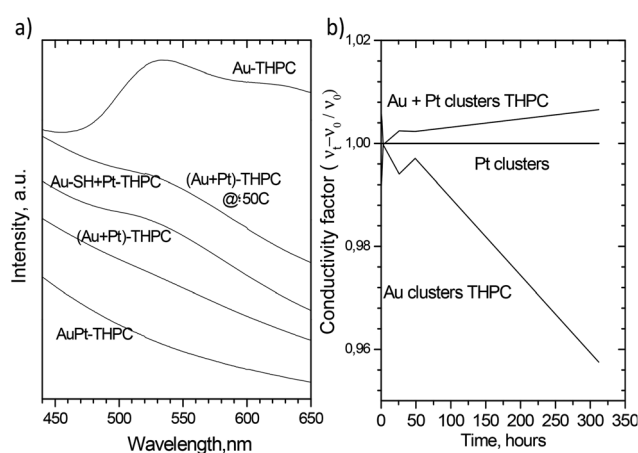 a)
Au-THPC
Au-SH+Pt-THPC
(Au+Pt)-THPC
@ 50C
(Au+Pt)-THPC
AuPt-THPC
Intensity, a.u.
450 500 550 600 650
Wavelength,nm
b)
1,02
1,00
0,98
0,96
Au + Pt clusters THPC
Pt clusters
Au clusters THPC
Conductivity factor ( νt–ν0 / ν0)
0 50 100 150 200 250 300 350
Time, hours